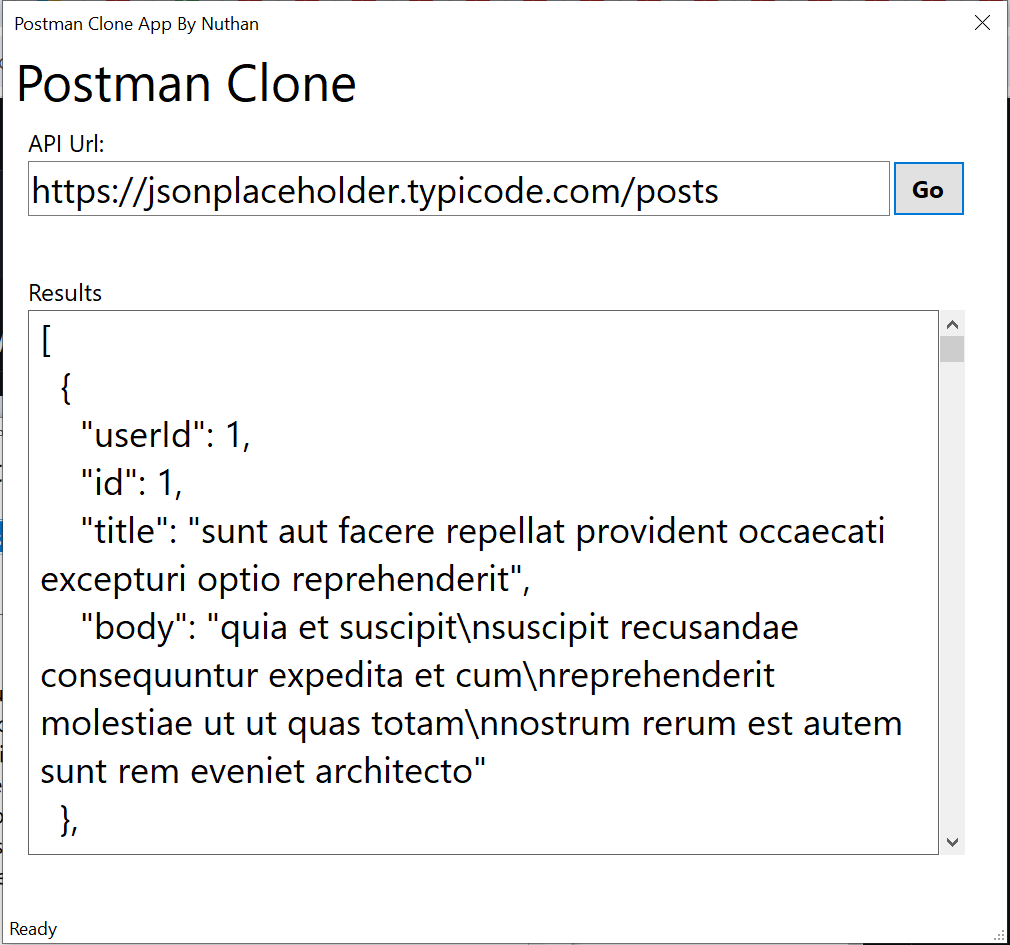 Postman Clone App By Nuthan
Postman Clone
API Url:
https://jsonplaceholder.typicode.com/posts
Go
Results
[
{
"userId": 1,
"id": 1,
"title": "sunt aut facere repellat provident occaecati
excepturi optio reprehenderit",
"body": "quia et suscipit\nsuscipit recusandae
consequuntur expedita et cum\nreprehenderit
molestiae ut ut quas totam\nnostrum rerum est autem
sunt rem eveniet architecto"
},
Ready